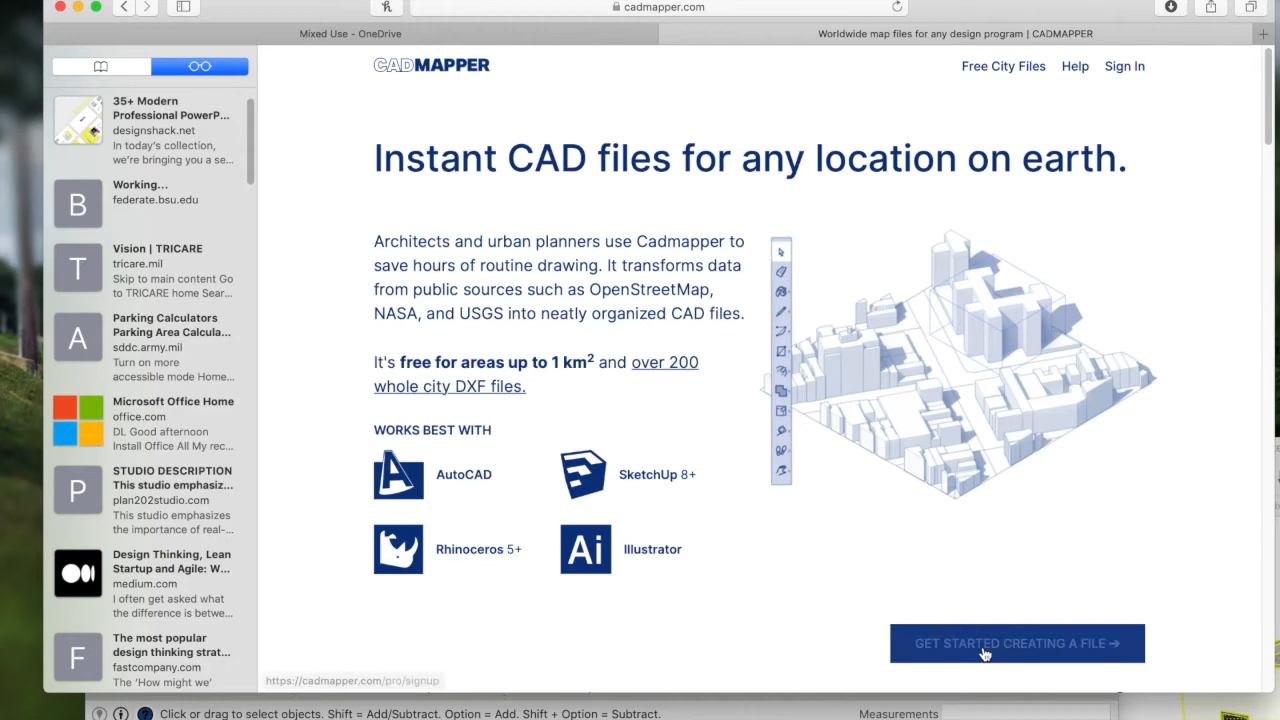 cadmapper.com
Mixed Use - OneDrive
Worldwide map files for any design program | CADMAPPER
35+ Modern
Professional PowerP...
designshack.net
In today's collection,
we're bringing you a se...
B
Working...
federate.bsu.edu
T
Vision | TRICARE
tricare.mil
Skip to main content Go
to TRICARE home Sear...
A
Parking Calculators
Parking Area Calcula...
sddc.army.mil
Turn on more
accessible mode Home...
Microsoft Office Home
office.com
DL Good afternoon
Install Office All My rec...
P
STUDIO DESCRIPTION
This studio emphasiz...
plan202studio.com
This studio emphasizes
the importance of real-...
Design Thinking, Lean
Startup and Agile: W...
medium.com
I often get asked what
the difference is betwe...
F
The most popular
design thinking strat...
fastcompany.com
The 'How might we'
CADMAPPER
Free City Files Help Sign In
Instant CAD files for any location on earth.
Architects and urban planners use Cadmapper to
save hours of routine drawing. It transforms data
from public sources such as OpenStreetMap,
NASA, and USGS into neatly organized CAD files.
It's free for areas up to 1 km² and over 200
whole city DXF files.
WORKS BEST WITH
AutoCAD
SketchUp 8+
Rhinoceros 5+
Ai Illustrator
GET STARTED CREATING A FILE ➔
https://cadmapper.com/pro/signup
Click or drag to select objects. Shift = Add/Subtract. Option = Add. Shift + Option = Subtract.
Measurements